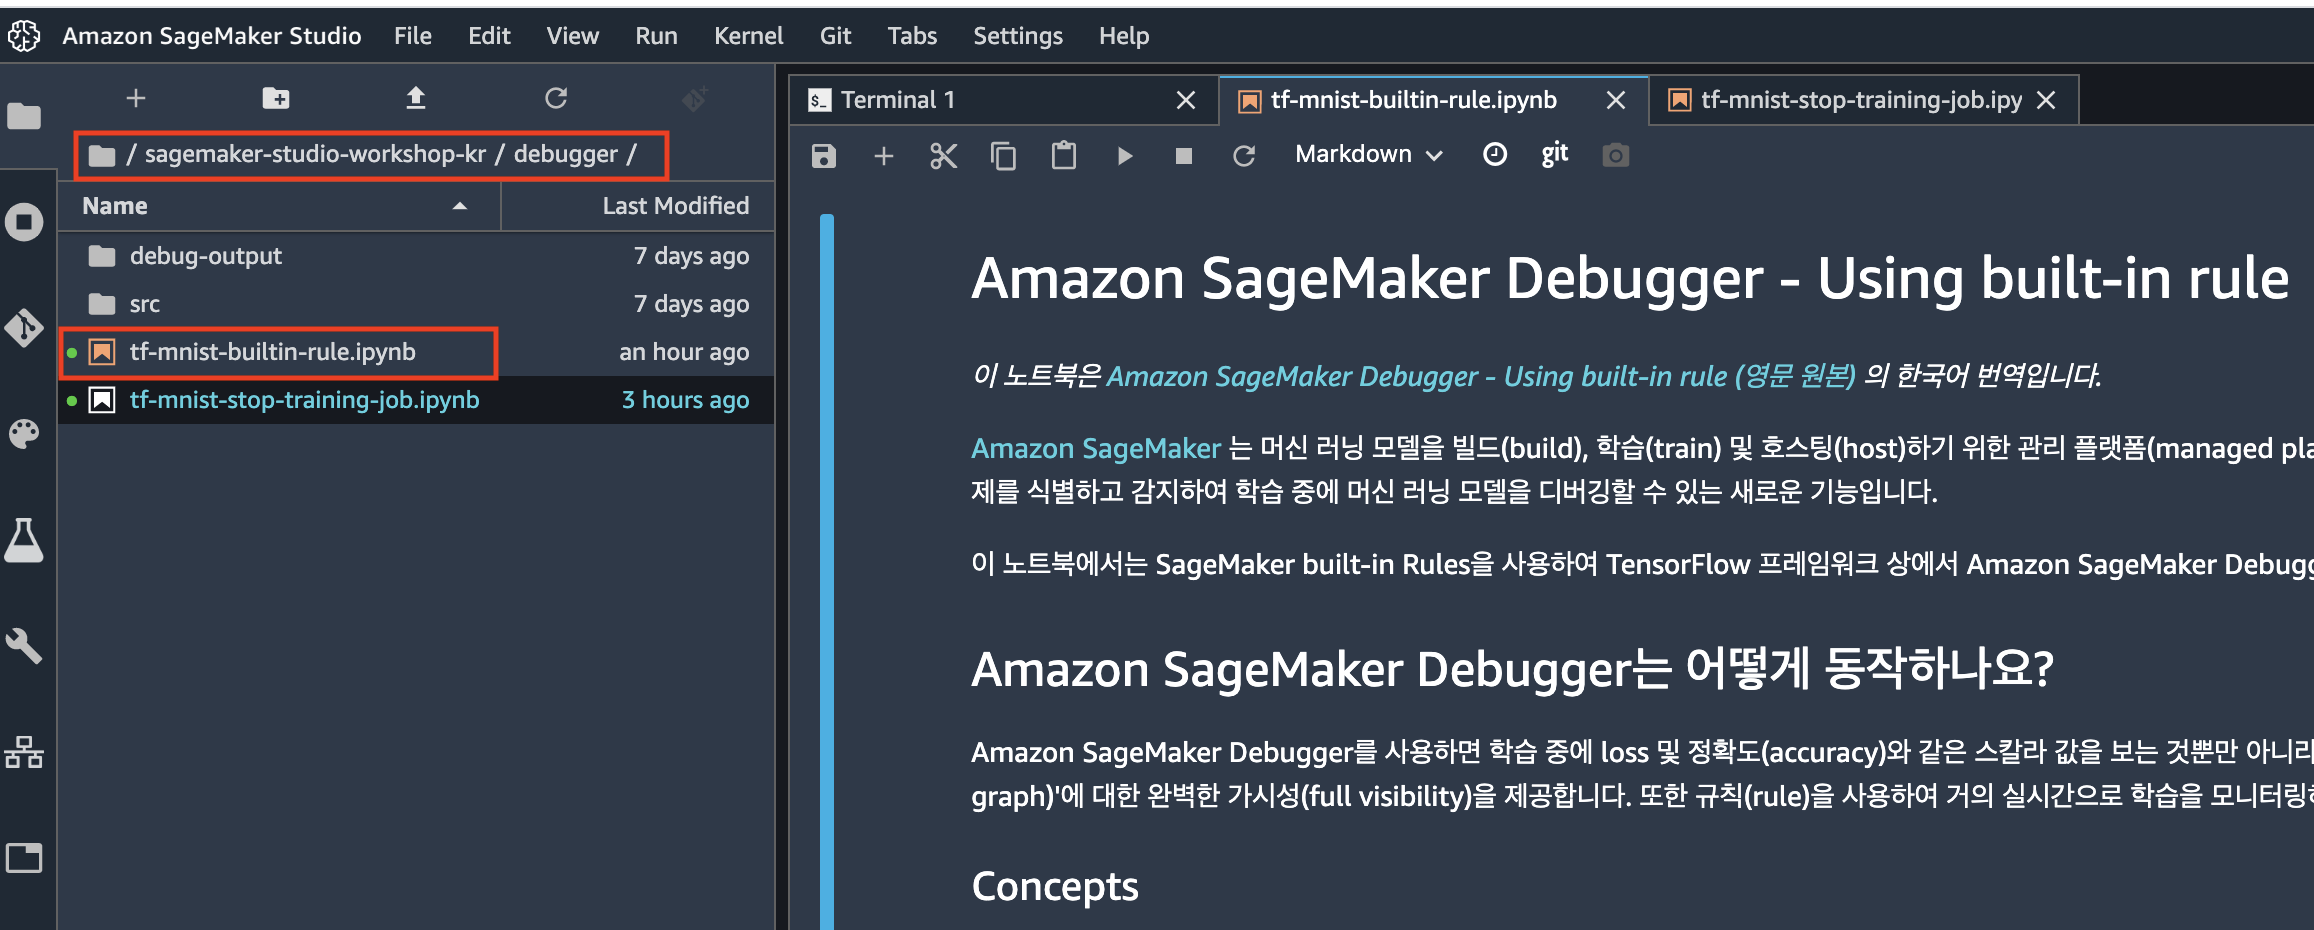 Amazon SageMaker Studio File Edit View Run Kernel Git Tabs Settings Help
/ sagemaker-studio-workshop-kr / debugger /
Name Last Modified
debug-output 7 days ago
src 7 days ago
tf-mnist-builtin-rule.ipynb an hour ago
tf-mnist-stop-training-job.ipynb 3 hours ago
$_ Terminal 1 tf-mnist-builtin-rule.ipynb tf-mnist-stop-training-job.ipy
Markdown git
Amazon SageMaker Debugger - Using built-in rule
이 노트북은 Amazon SageMaker Debugger - Using built-in rule (영문 원본) 의 한국어 번역입니다.
Amazon SageMaker 는 머신 러닝 모델을 빌드(build), 학습(train) 및 호스팅(host)하기 위한 관리 플랫폼(managed pla
제를 식별하고 감지하여 학습 중에 머신 러닝 모델을 디버깅할 수 있는 새로운 기능입니다.
이 노트북에서는 SageMaker built-in Rules을 사용하여 TensorFlow 프레임워크 상에서 Amazon SageMaker Debugg
Amazon SageMaker Debugger는 어떻게 동작하나요?
Amazon SageMaker Debugger를 사용하면 학습 중에 loss 및 정확도(accuracy)와 같은 스칼라 값을 보는 것뿐만 아니라
graph)'에 대한 완벽한 가시성(full visibility)을 제공합니다. 또한 규칙(rule)을 사용하여 거의 실시간으로 학습을 모니터링하
Concepts